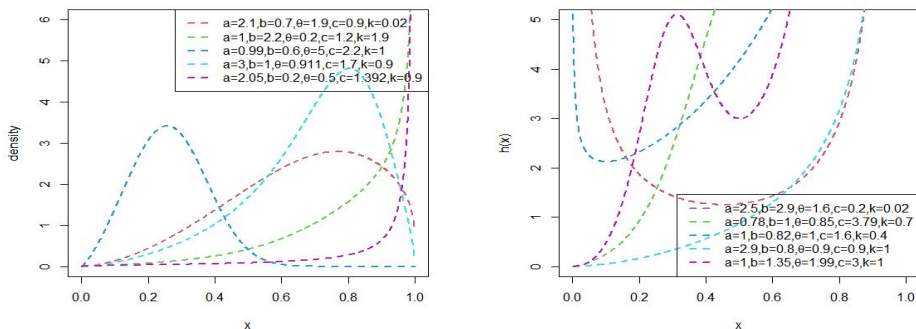 density
0
1
2
3
4
5
6
0.0
0.2
0.4
0.6
0.8
1.0
x
a=2.1,b=0.7,θ=1.9,c=0.9,k=0.02
a=1,b=2.2,θ=0.2,c=1.2,k=1.9
a=0.99,b=0.6,θ=5,c=2.2,k=1
a=3,b=1,θ=0.911,c=1.7,k=0.9
a=2.05,b=0.2,θ=0.5,c=1.392,k=0.9
h(x)
0
1
2
3
4
5
0.0
0.2
0.4
0.6
0.8
1.0
x
a=2.5,b=2.9,θ=1.6,c=0.2,k=0.02
a=0.78,b=1,θ=0.85,c=3.79,k=0.7
a=1,b=0.82,θ=1,c=1.6,k=0.4
a=2.9,b=0.8,θ=0.9,c=0.9,k=1
a=1,b=1.35,θ=1.99,c=3,k=1